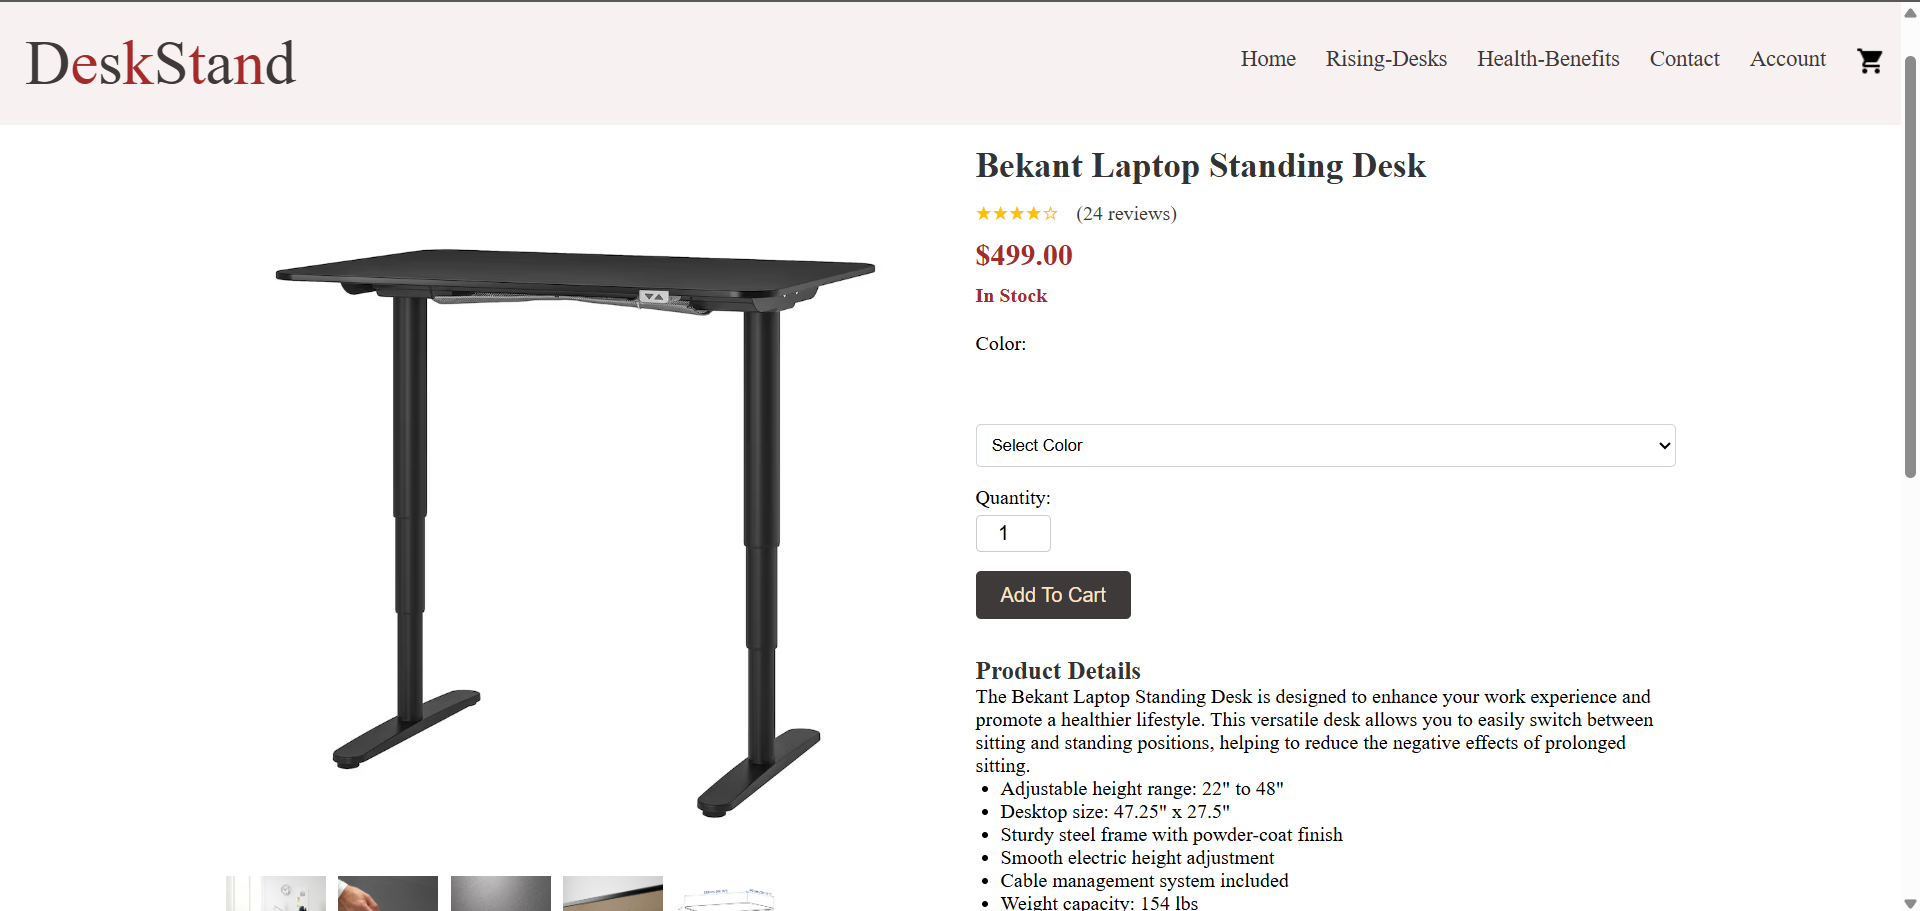 DeskStand
Home Rising-Desks Health-Benefits Contact Account
Bekant Laptop Standing Desk
★★★★☆ (24 reviews)
$499.00
In Stock
Color:
Select Color
Quantity:
1
Add To Cart
Product Details
The Bekant Laptop Standing Desk is designed to enhance your work experience and
promote a healthier lifestyle. This versatile desk allows you to easily switch between
sitting and standing positions, helping to reduce the negative effects of prolonged
sitting.
• Adjustable height range: 22" to 48"
• Desktop size: 47.25" x 27.5"
• Sturdy steel frame with powder-coat finish
• Smooth electric height adjustment
• Cable management system included
• Weight capacity: 154 lbs